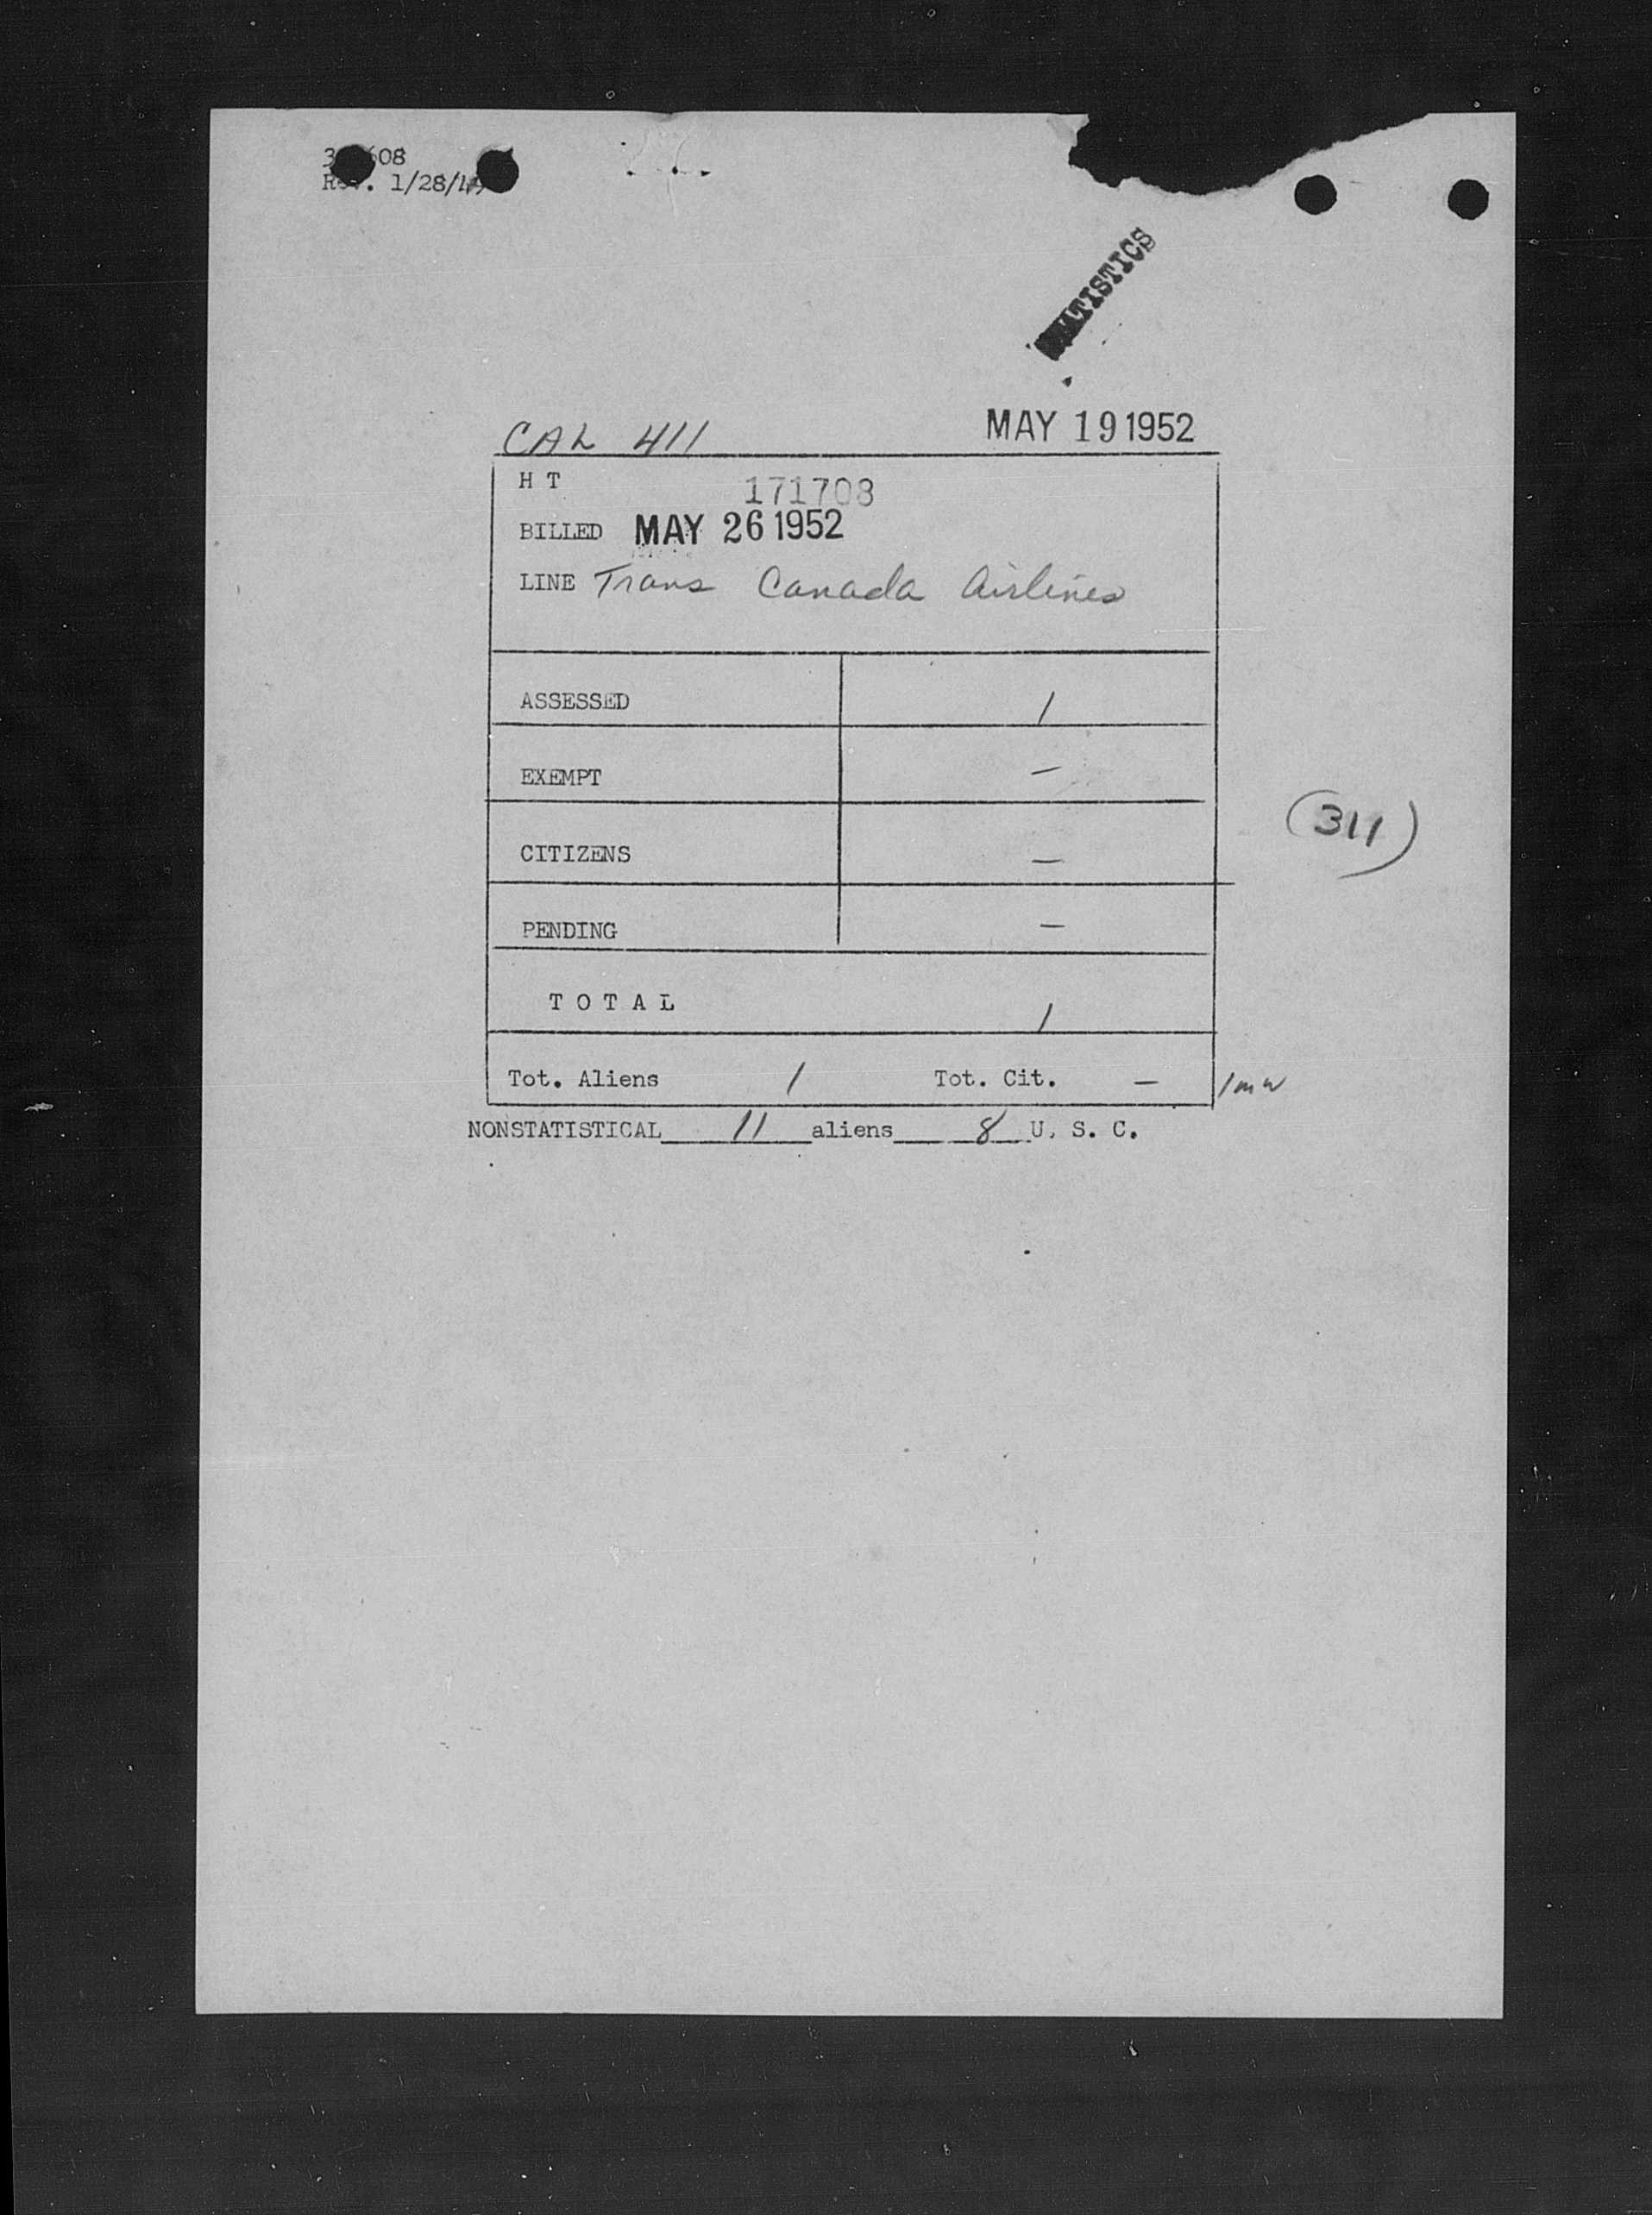 Rev. 1/28/49
STATISTICS
CAL 411 MAY 19 1952
H T 171708
BILLED MAY 26 1952
LINE Trans Canada Airlines
ASSESSED 1
EXEMPT —
(311)
CITIZENS —
PENDING —
T O T A L 1
Tot. Aliens 1 Tot. Cit. —
NONSTATISTICAL 11 aliens 8 U. S. C.